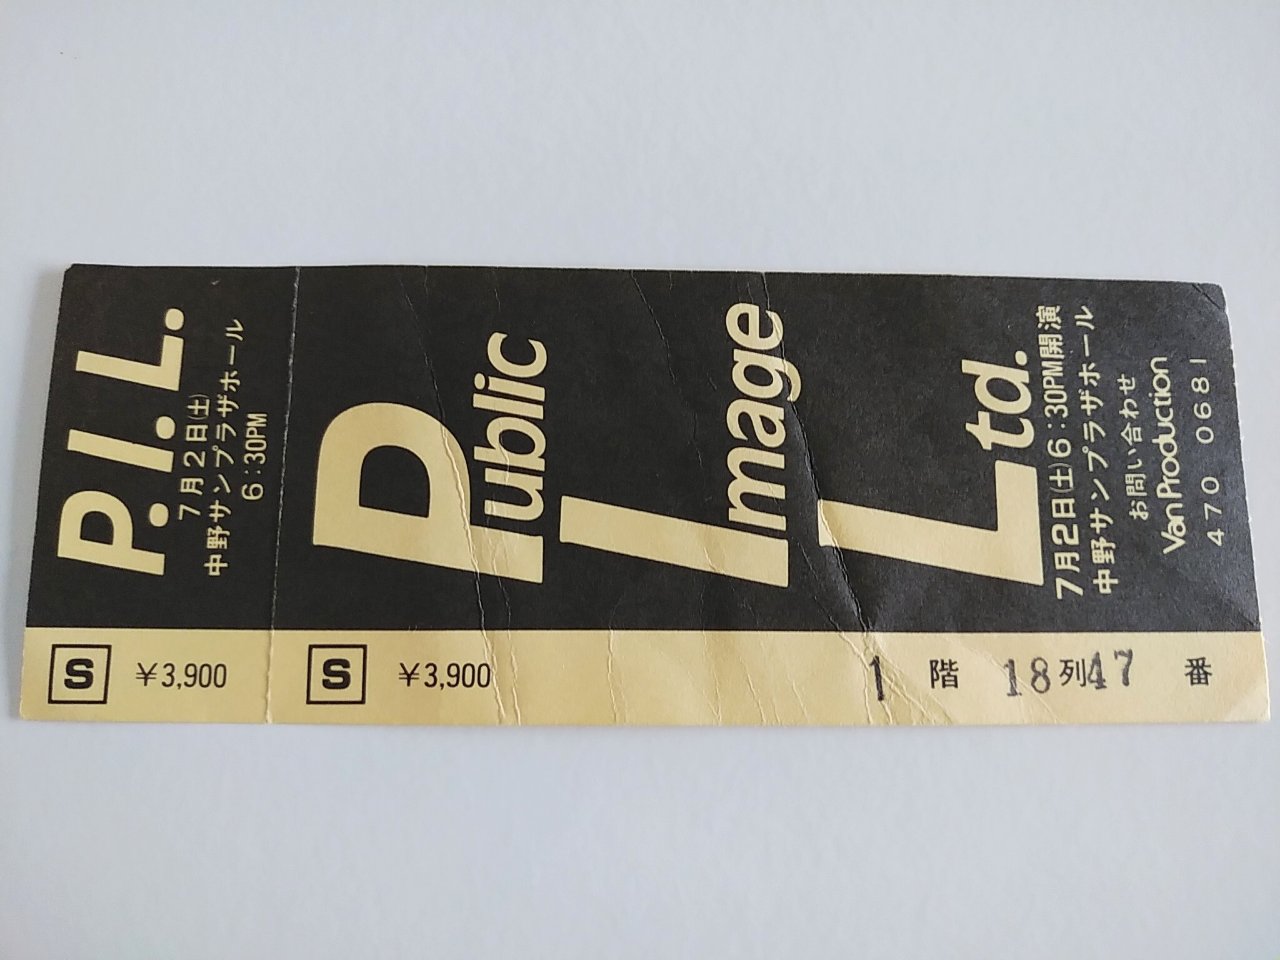 P.I.L.
7月2日(土)
中野サンプラザホール
6:30PM
S ¥3,900
Public
Image
Ltd.
7月2日(土)6:30PM開演
中野サンプラザホール
お問い合わせ
Van Production
470 0681
S ¥3,900 1 階 18 列 47 番